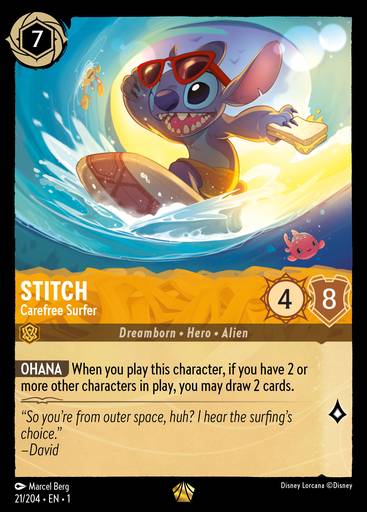 7
STITCH
Carefree Surfer
4
8
Dreamborn • Hero • Alien
OHANA When you play this character, if you have 2 or
more other characters in play, you may draw 2 cards.
“So you’re from outer space, huh? I hear the surfing’s
choice.”
–David
Marcel Berg
21/204 • EN • 1
Disney Lorcana ©Disney